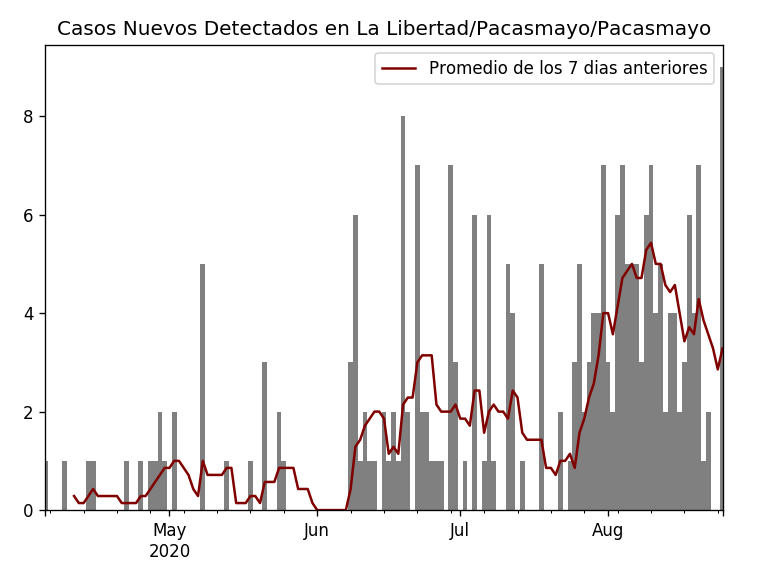 Casos Nuevos Detectados en La Libertad/Pacasmayo/Pacasmayo
Promedio de los 7 dias anteriores
8
6
4
2
0
May
2020
Jun
Jul
Aug